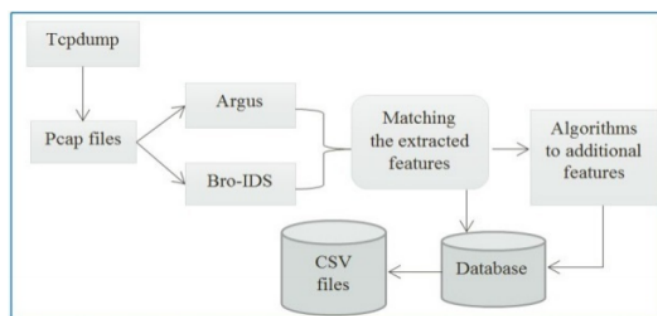 Tcpdump
Pcap files
Argus
Bro-IDS
Matching
the extracted
features
Algorithms
to additional
features
CSV
files
Database